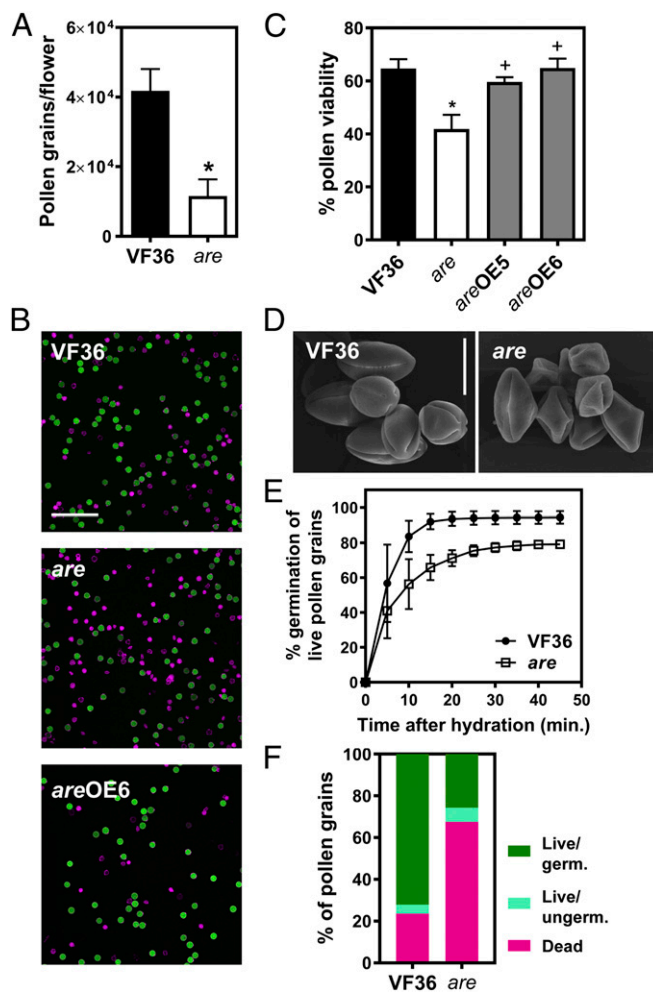 A
Pollen grains/flower
6×10⁴
4×10⁴
2×10⁴
0
*
VF36
are
C
% pollen viability
80
60
40
20
0
*
+
+
VF36
are
areOE5
areOE6
B
VF36
are
areOE6
D
VF36
are
E
% germination of
live pollen grains
100
80
60
40
20
0
0
10
20
30
40
50
VF36
are
Time after hydration (min.)
F
% of pollen grains
100
80
60
40
20
0
VF36
are
Live/
germ.
Live/
ungerm.
Dead